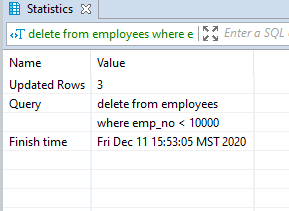 Statistics
delete from employees where e
Enter a SQL
Name Value
Updated Rows 3
Query delete from employees
where emp_no < 10000
Finish time Fri Dec 11 15:53:05 MST 2020